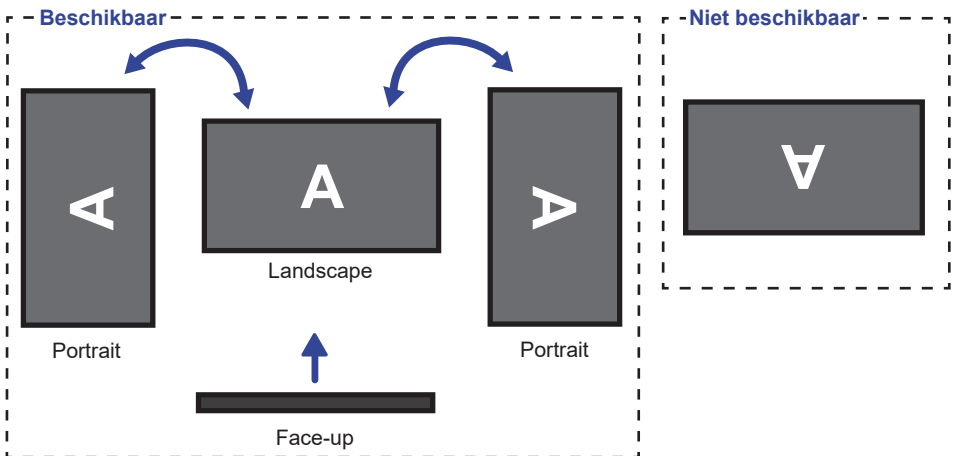 Beschikbaar
Niet beschikbaar
A
A
A
A
Landscape
Portrait
Portrait
Face-up